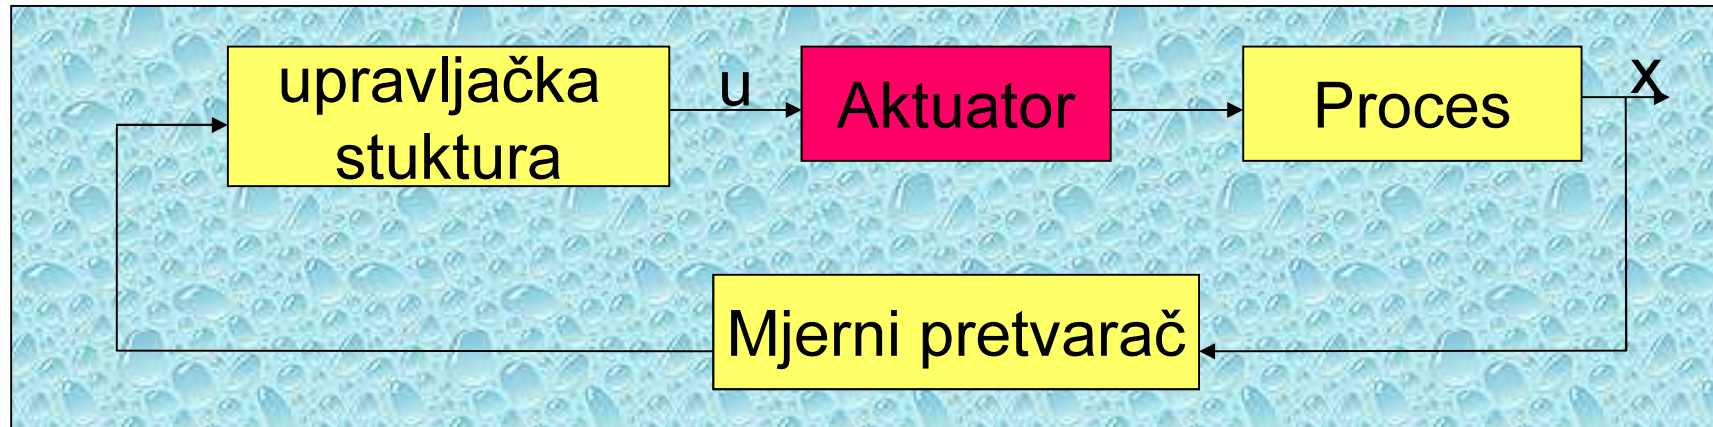 upravljačka
stuktura
u
Aktuator
Proces
x
Mjerni pretvarač